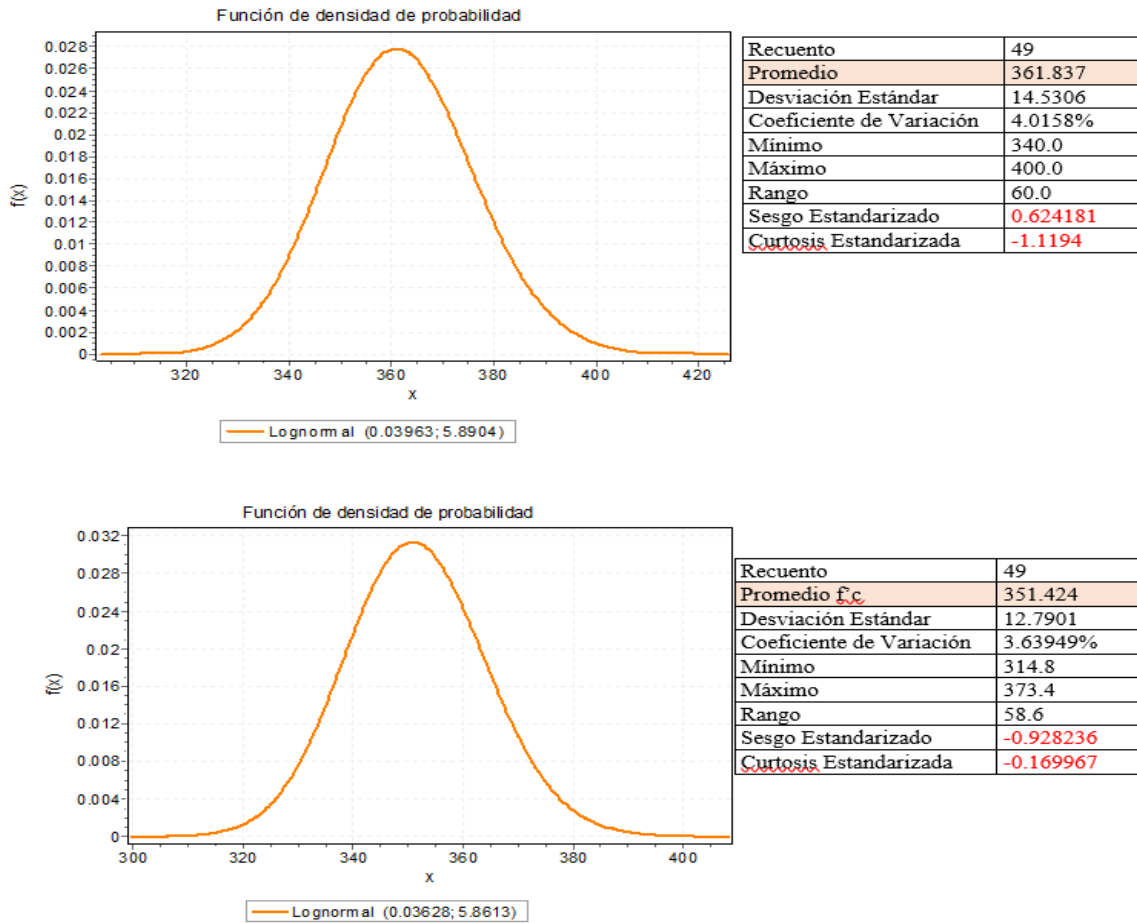 Función de densidad de probabilidad
0.028
0.026
0.024
0.022
0.02
0.018
0.016
0.014
0.012
0.01
0.008
0.006
0.004
0.002
0
f(x)
320 340 360 380 400 420
x
Lognormal (0.03963; 5.8904)
Recuento 49
Promedio 361.837
Desviación Estándar 14.5306
Coeficiente de Variación 4.0158%
Mínimo 340.0
Máximo 400.0
Rango 60.0
Sesgo Estandarizado 0.624181
Curtosis Estandarizada -1.1194
Función de densidad de probabilidad
0.032
0.028
0.024
0.02
0.016
0.012
0.008
0.004
0
f(x)
300 320 340 360 380 400
x
Lognormal (0.03628; 5.8613)
Recuento 49
Promedio f`c 351.424
Desviación Estándar 12.7901
Coeficiente de Variación 3.63949%
Mínimo 314.8
Máximo 373.4
Rango 58.6
Sesgo Estandarizado -0.928236
Curtosis Estandarizada -0.169967